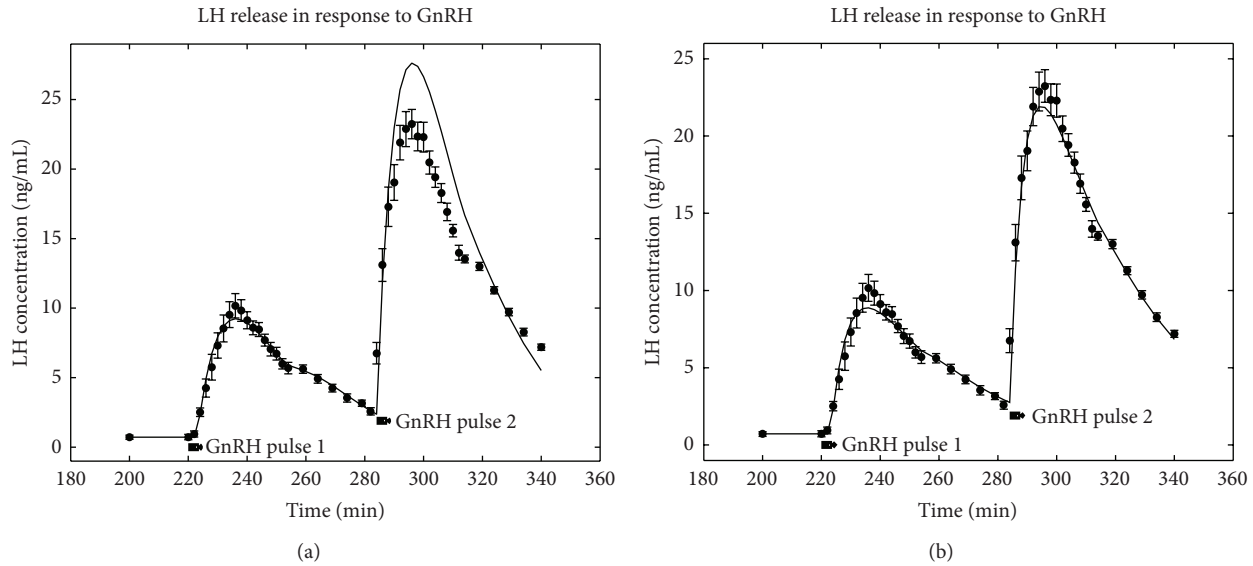 LH release in response to GnRH
LH concentration (ng/mL)
25
20
15
10
5
0
GnRH pulse 2
GnRH pulse 1
180 200 220 240 260 280 300 320 340 360
Time (min)
(a)
LH release in response to GnRH
LH concentration (ng/mL)
25
20
15
10
5
0
GnRH pulse 2
GnRH pulse 1
180 200 220 240 260 280 300 320 340 360
Time (min)
(b)